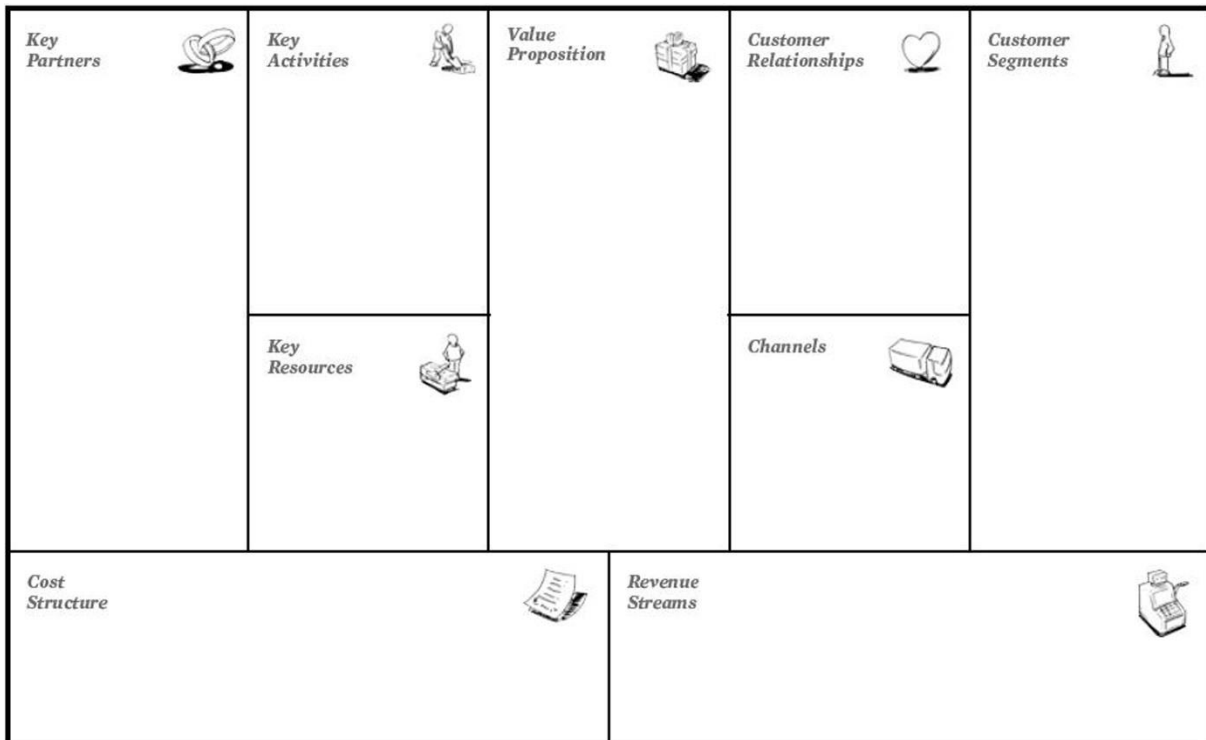 Key
Partners
Key
Activities
Value
Proposition
Customer
Relationships
Customer
Segments
Key
Resources
Channels
Cost
Structure
Revenue
Streams